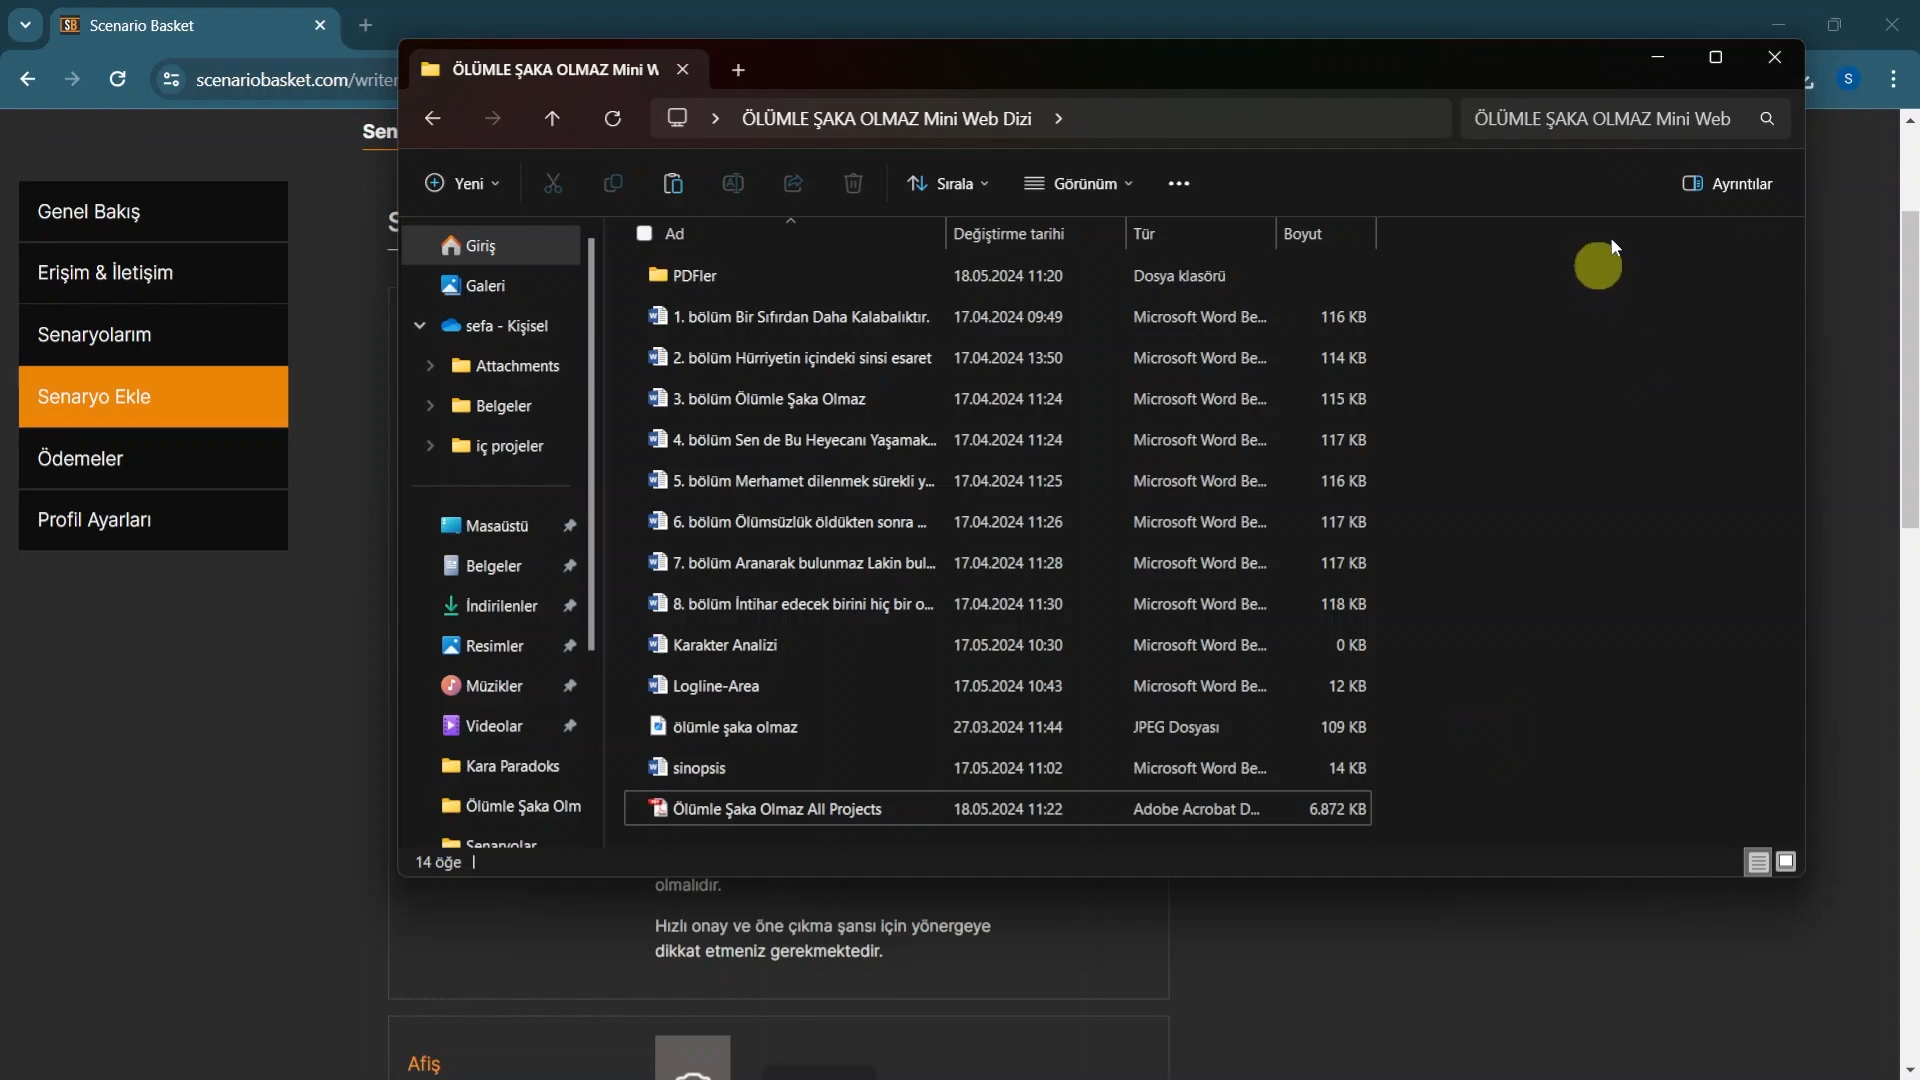 SB Scenario Basket
scenariobasket.com/writer
S
ÖLÜMLE ŞAKA OLMAZ Mini W
ÖLÜMLE ŞAKA OLMAZ Mini Web Dizi
ÖLÜMLE ŞAKA OLMAZ Mini Web
Yeni
Sırala
Görünüm
Ayrıntılar
Sen
Genel Bakış
Erişim & İletişim
Senaryolarım
Senaryo Ekle
Ödemeler
Profil Ayarları
Giriş
Galeri
sefa - Kişisel
Attachments
Belgeler
iç projeler
Masaüstü
Belgeler
İndirilenler
Resimler
Müzikler
Videolar
Kara Paradoks
Ölümle Şaka Olm
Senaryolar
Ad Değiştirme tarihi Tür Boyut
PDFler 18.05.2024 11:20 Dosya klasörü
1. bölüm Bir Sıfırdan Daha Kalabalıktır. 17.04.2024 09:49 Microsoft Word Be... 116 KB
2. bölüm Hürriyetin içindeki sinsi esaret 17.04.2024 13:50 Microsoft Word Be... 114 KB
3. bölüm Ölümle Şaka Olmaz 17.04.2024 11:24 Microsoft Word Be... 115 KB
4. bölüm Sen de Bu Heyecanı Yaşamak... 17.04.2024 11:24 Microsoft Word Be... 117 KB
5. bölüm Merhamet dilenmek sürekli y... 17.04.2024 11:25 Microsoft Word Be... 116 KB
6. bölüm Ölümsüzlük öldükten sonra ... 17.04.2024 11:26 Microsoft Word Be... 117 KB
7. bölüm Aranarak bulunmaz Lakin bul... 17.04.2024 11:28 Microsoft Word Be... 117 KB
8. bölüm İntihar edecek birini hiç bir o... 17.04.2024 11:30 Microsoft Word Be... 118 KB
Karakter Analizi 17.05.2024 10:30 Microsoft Word Be... 0 KB
Logline-Area 17.05.2024 10:43 Microsoft Word Be... 12 KB
ölümle şaka olmaz 27.03.2024 11:44 JPEG Dosyası 109 KB
sinopsis 17.05.2024 11:02 Microsoft Word Be... 14 KB
Ölümle Şaka Olmaz All Projects 18.05.2024 11:22 Adobe Acrobat D... 6.872 KB
14 öğe
olmalıdır.
Hızlı onay ve öne çıkma şansı için yönergeye
dikkat etmeniz gerekmektedir.
Afiş